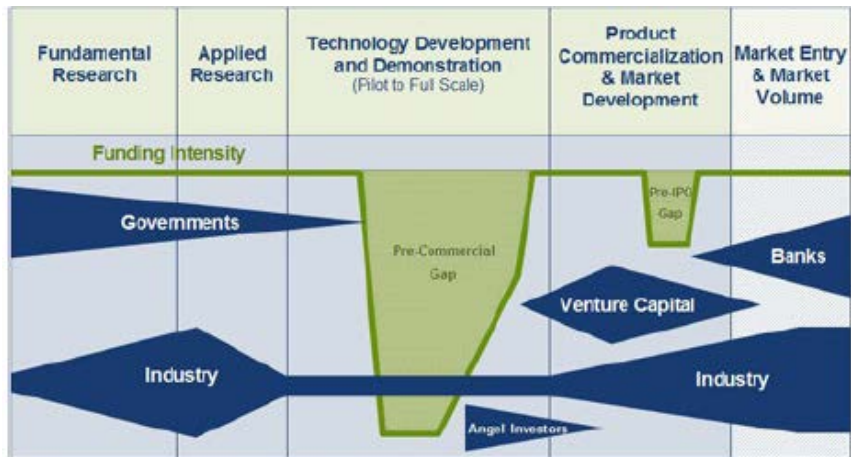 Fundamental
Research
Applied
Research
Technology Development
and Demonstration
(Pilot to Full Scale)
Product
Commercialization
& Market
Development
Market Entry
& Market
Volume
Funding Intensity
Governments
Pre-Commercial
Gap
Pre-IPO
Gap
Banks
Venture Capital
Industry
Industry
Angel Investors